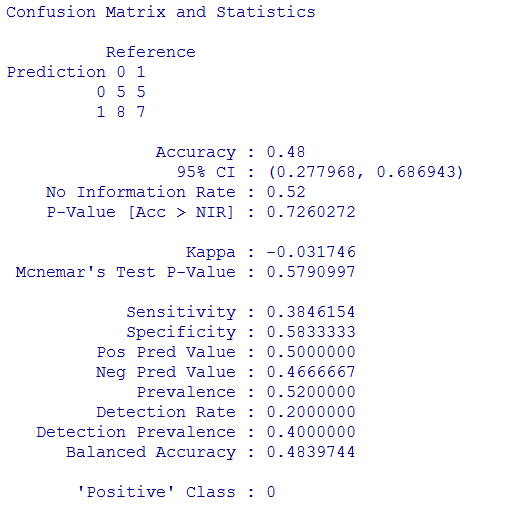 Confusion Matrix and Statistics
Reference
Prediction 0 1
0 5 5
1 8 7
Accuracy : 0.48
95% CI : (0.277968, 0.686943)
No Information Rate : 0.52
P-Value [Acc > NIR] : 0.7260272
Kappa : -0.031746
Mcnemar's Test P-Value : 0.5790997
Sensitivity : 0.3846154
Specificity : 0.5833333
Pos Pred Value : 0.5000000
Neg Pred Value : 0.4666667
Prevalence : 0.5200000
Detection Rate : 0.2000000
Detection Prevalence : 0.4000000
Balanced Accuracy : 0.4839744
'Positive' Class : 0